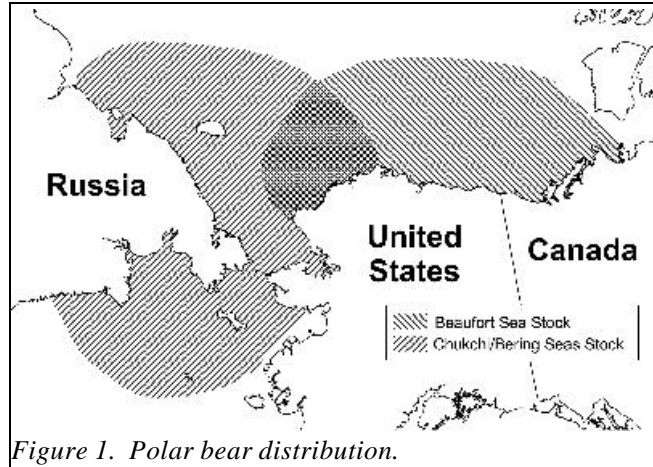 Russia
United
States
Canada
Beaufort Sea Stock
Chukchi/Bering Seas Stock
Figure 1. Polar bear distribution.